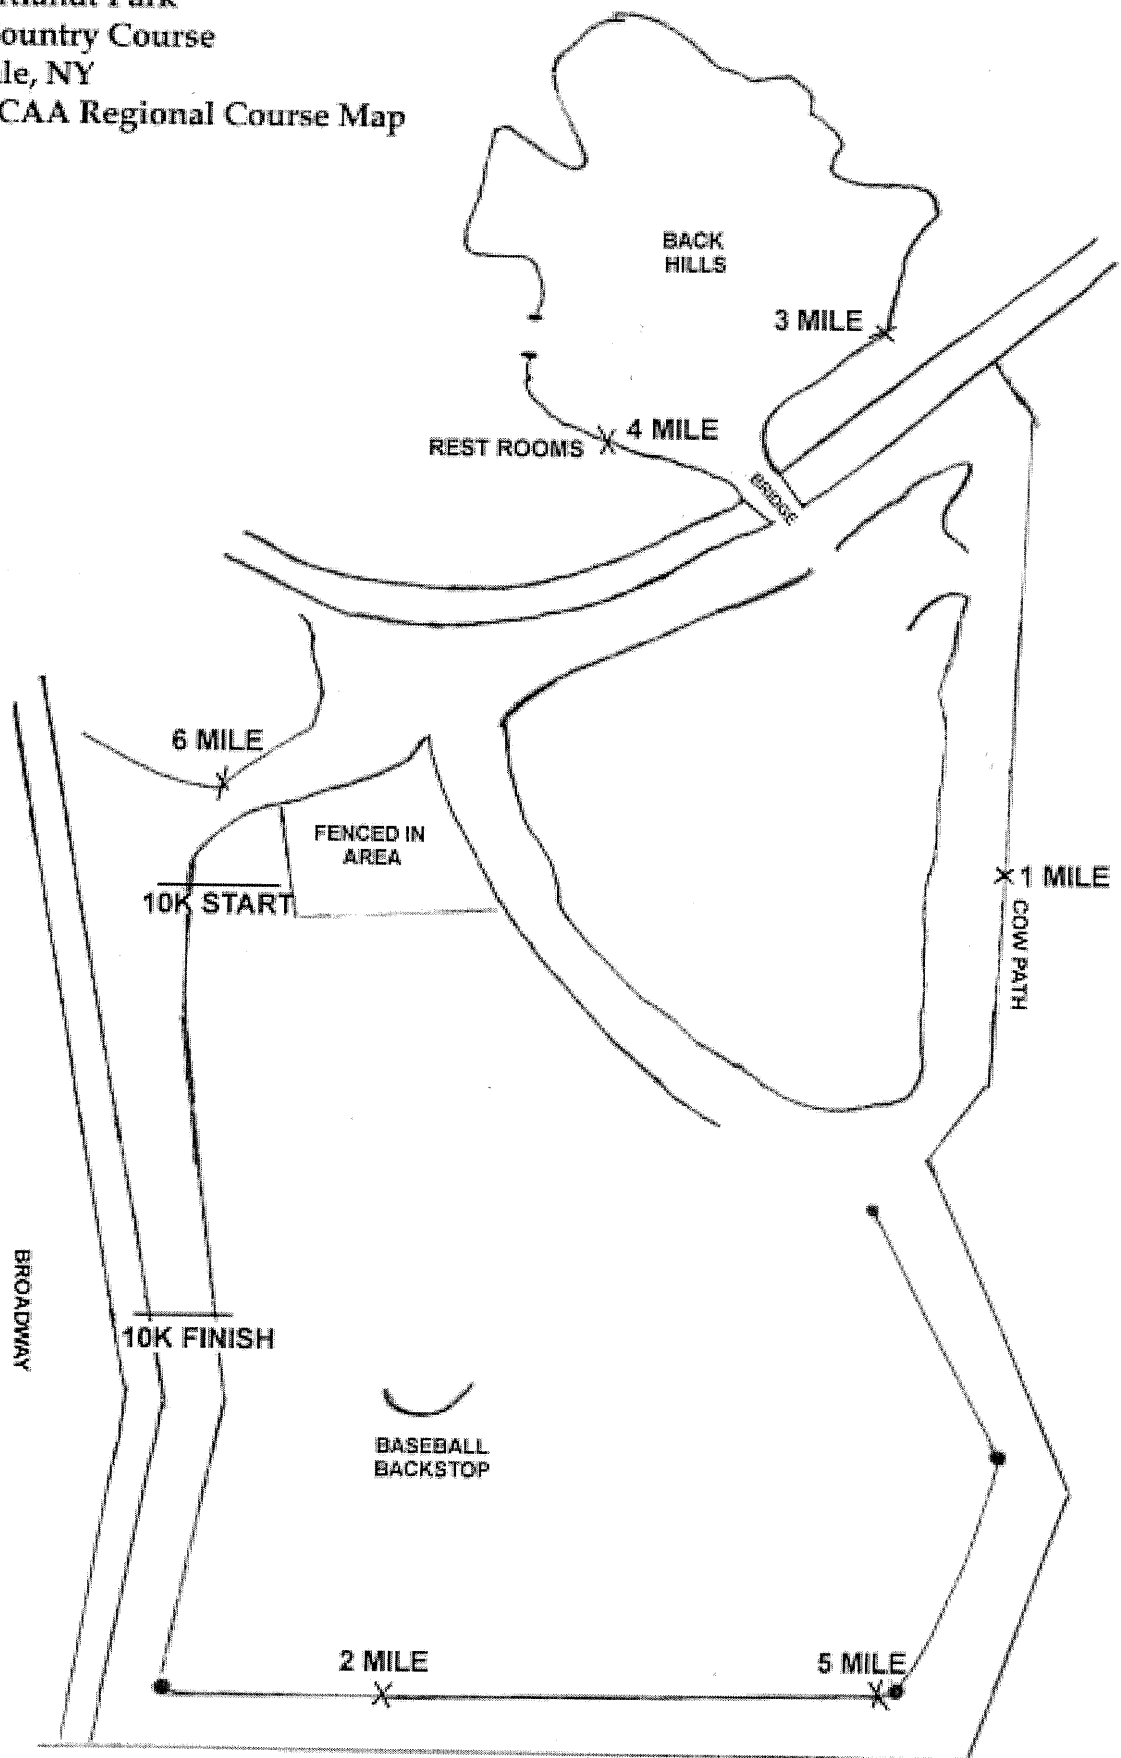 Park
ountry Course
le, NY
CAA Regional Course Map
BACK
HILLS
3 MILE
4 MILE
REST ROOMS
BRIDGE
6 MILE
FENCED IN
AREA
10K START
1 MILE
COW PATH
BROADWAY
10K FINISH
BASEBALL
BACKSTOP
2 MILE
5 MILE